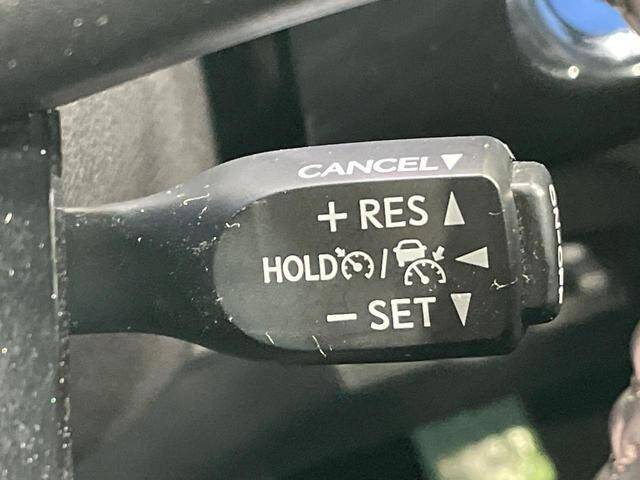 CANCEL▼
+ RES ▲
HOLD / ◀
− SET ▼